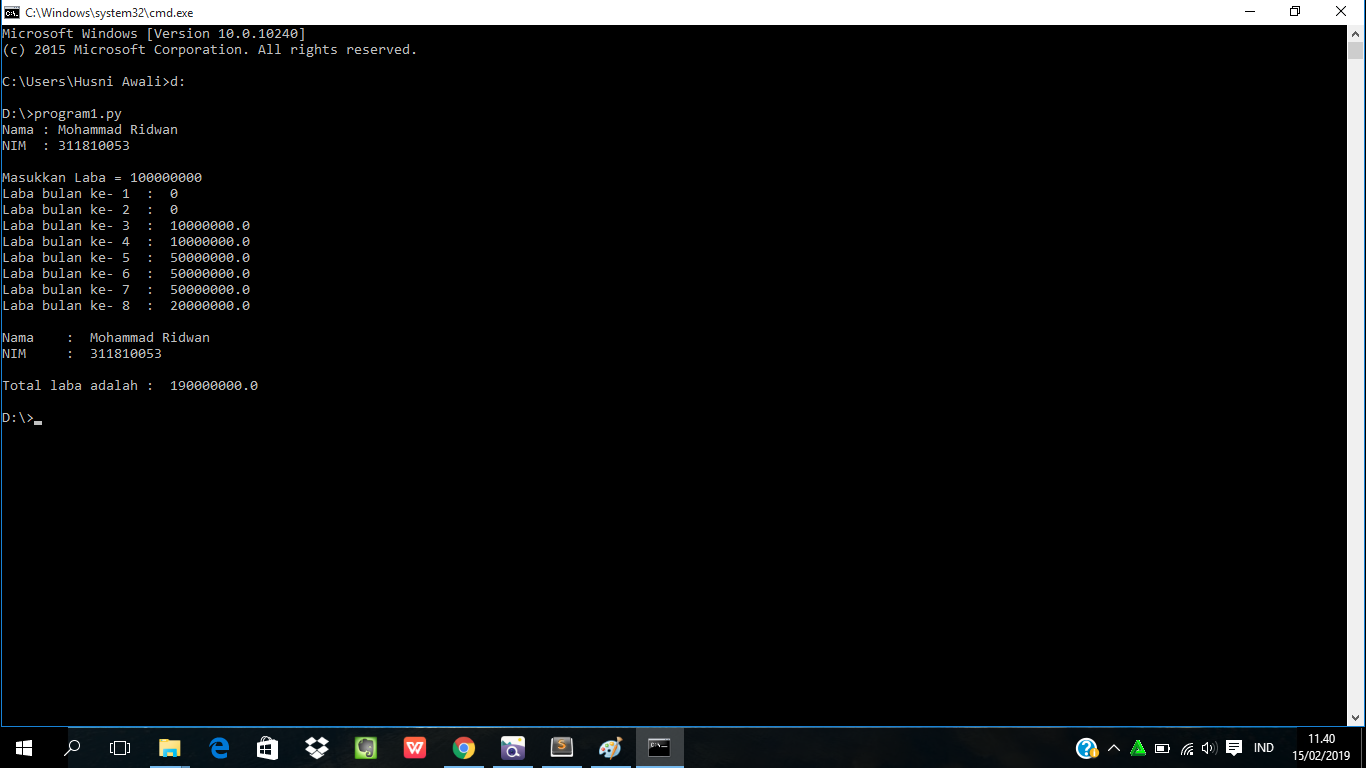 C:\Windows\system32\cmd.exe
Microsoft Windows [Version 10.0.10240]
(c) 2015 Microsoft Corporation. All rights reserved.
C:\Users\Husni Awali>d:
D:\>program1.py
Nama : Mohammad Ridwan
NIM  : 311810053
Masukkan Laba = 100000000
Laba bulan ke- 1  :  0
Laba bulan ke- 2  :  0
Laba bulan ke- 3  :  10000000.0
Laba bulan ke- 4  :  10000000.0
Laba bulan ke- 5  :  50000000.0
Laba bulan ke- 6  :  50000000.0
Laba bulan ke- 7  :  50000000.0
Laba bulan ke- 8  :  20000000.0
Nama    :  Mohammad Ridwan
NIM     :  311810053
Total laba adalah :  190000000.0
D:\>_
IND
11.40
15/02/2019